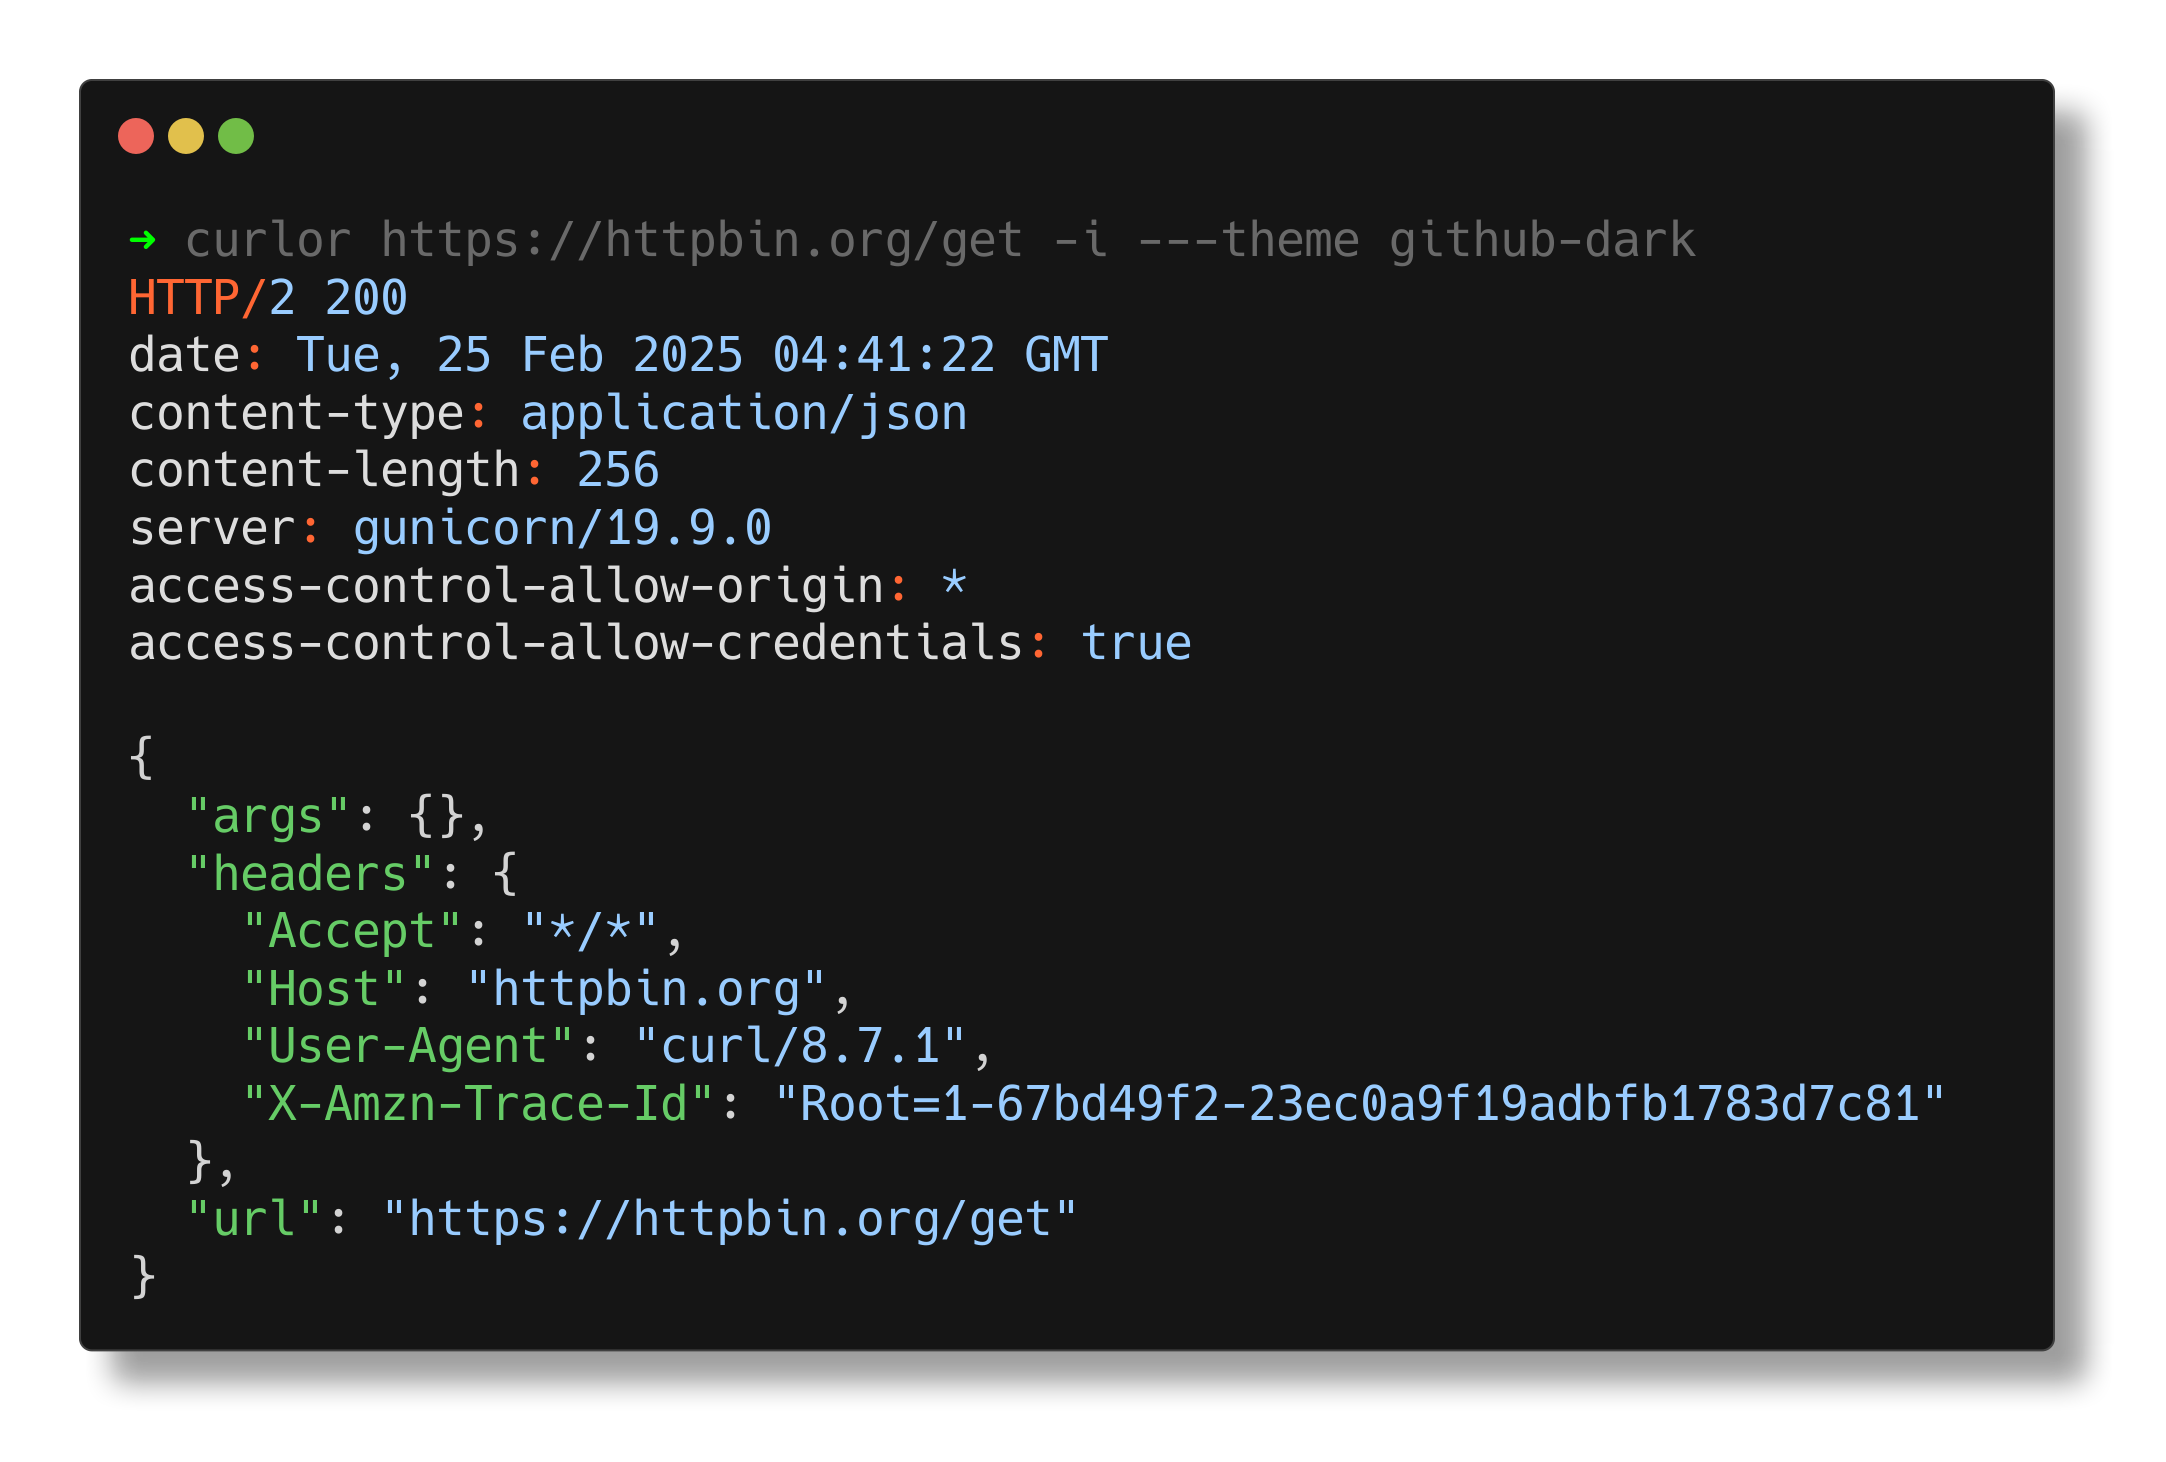 ➜ curlor https://httpbin.org/get -i ---theme github-dark
HTTP/2 200
date: Tue, 25 Feb 2025 04:41:22 GMT
content-type: application/json
content-length: 256
server: gunicorn/19.9.0
access-control-allow-origin: *
access-control-allow-credentials: true

{
  "args": {},
  "headers": {
    "Accept": "*/*",
    "Host": "httpbin.org",
    "User-Agent": "curl/8.7.1",
    "X-Amzn-Trace-Id": "Root=1-67bd49f2-23ec0a9f19adbfb1783d7c81"
  },
  "url": "https://httpbin.org/get"
}